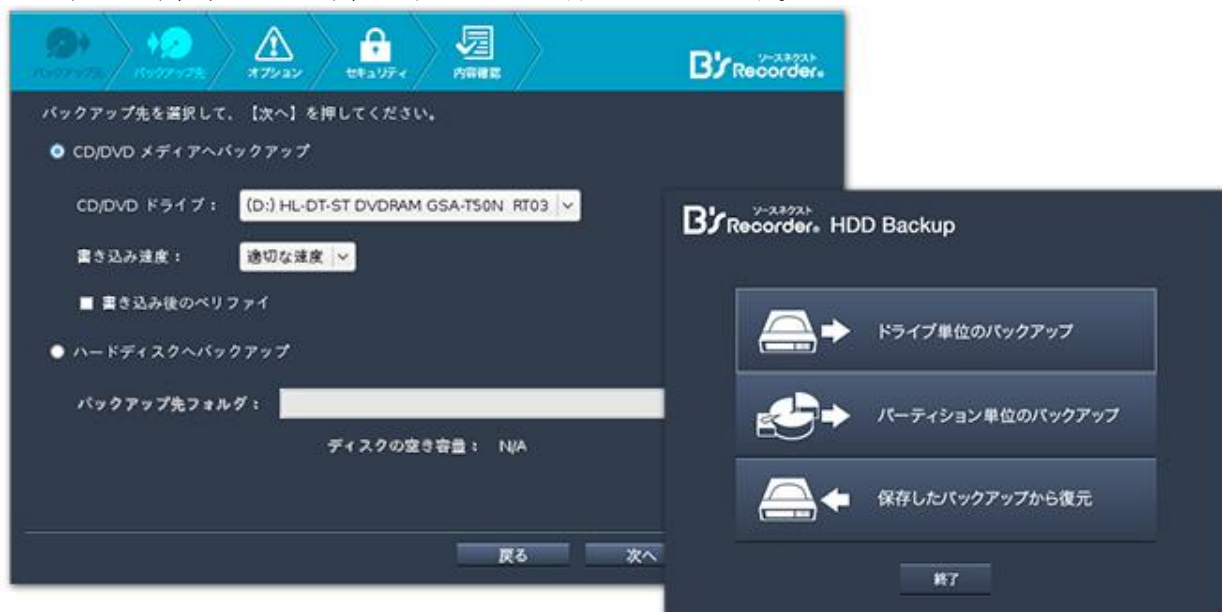 バックアップ先
オプション
セキュリティ
内容確認
ソースネクスト
B's Recorder
バックアップ先を選択して、【次へ】を押してください。
CD/DVD メディアへバックアップ
CD/DVD ドライブ： (D:) HL-DT-ST DVDRAM GSA-T50N RT03
書き込み速度： 適切な速度
書き込み後のベリファイ
ハードディスクへバックアップ
バックアップ先フォルダ：
ディスクの空き容量： N/A
戻る 次へ
ソースネクスト
B's Recorder HDD Backup
ドライブ単位のバックアップ
パーティション単位のバックアップ
保存したバックアップから復元
終了